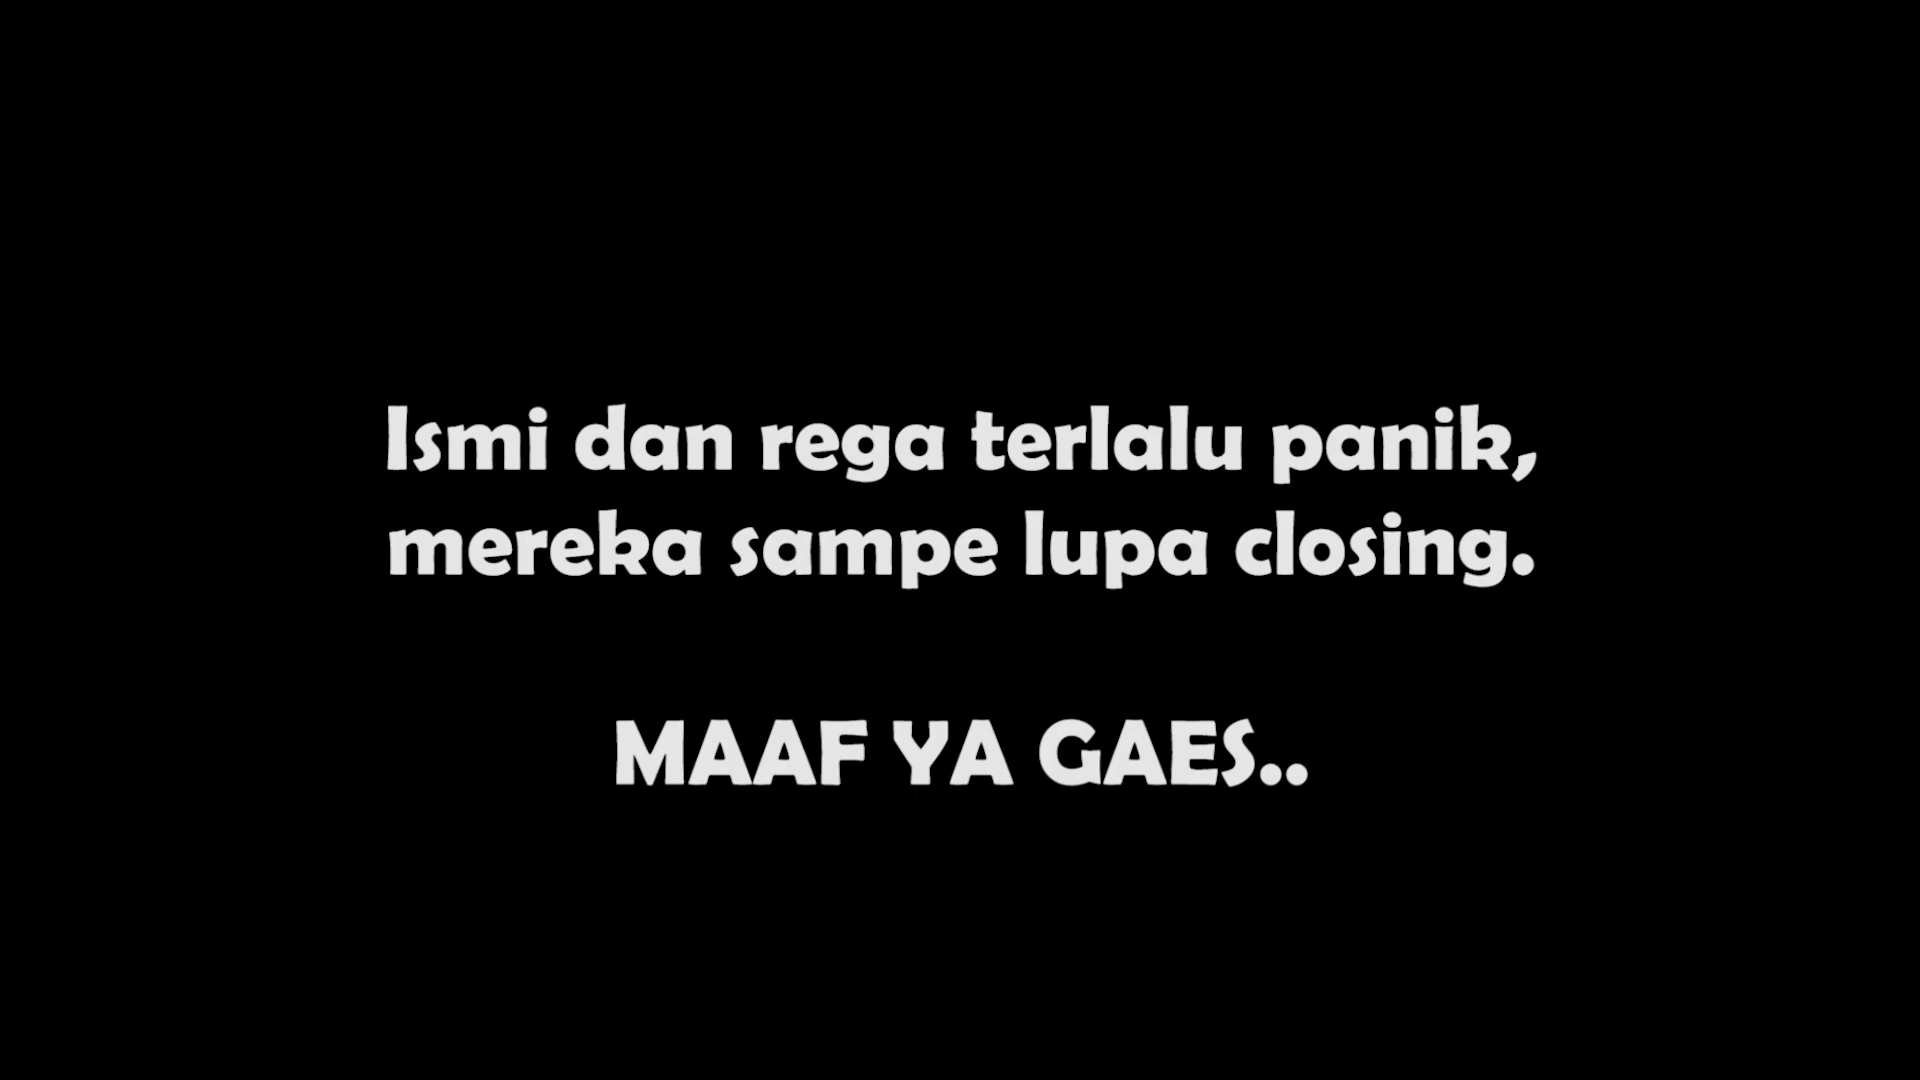 Ismi dan rega terlalu panik,
mereka sampe lupa closing.
MAAF YA GAES..